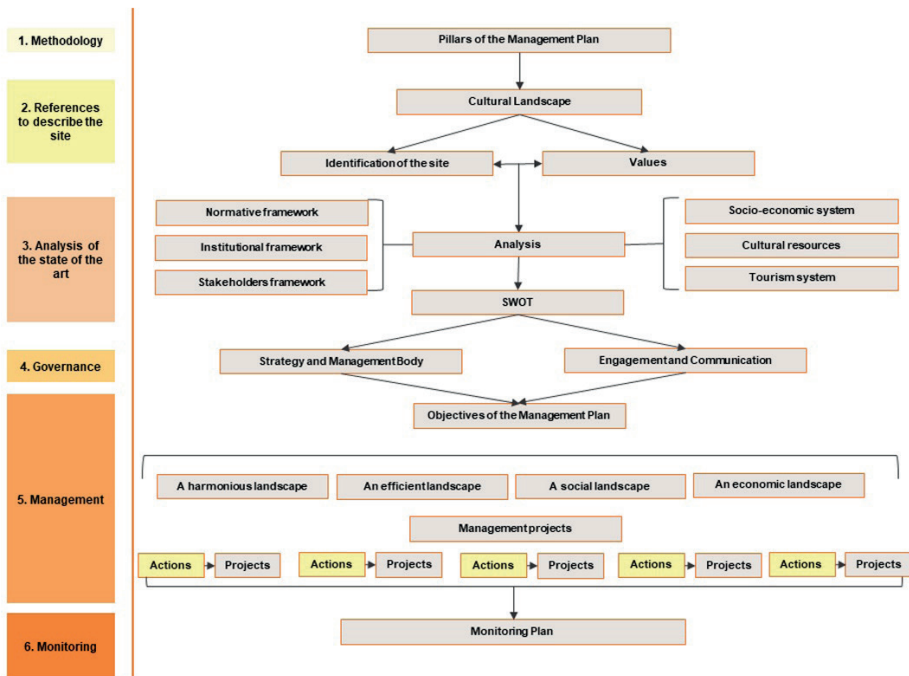 1. Methodology
Pillars of the Management Plan
2. References
to describe the
site
Cultural Landscape
Identification of the site
Values
3. Analysis of
the state of the
art
Normative framework
Institutional framework
Stakeholders framework
Analysis
Socio-economic system
Cultural resources
Tourism system
SWOT
4. Governance
Strategy and Management Body
Engagement and Communication
5. Management
Objectives of the Management Plan
A harmonious landscape
An efficient landscape
A social landscape
An economic landscape
Management projects
Actions
Projects
Actions
Projects
Actions
Projects
Actions
Projects
Actions
Projects
6. Monitoring
Monitoring Plan